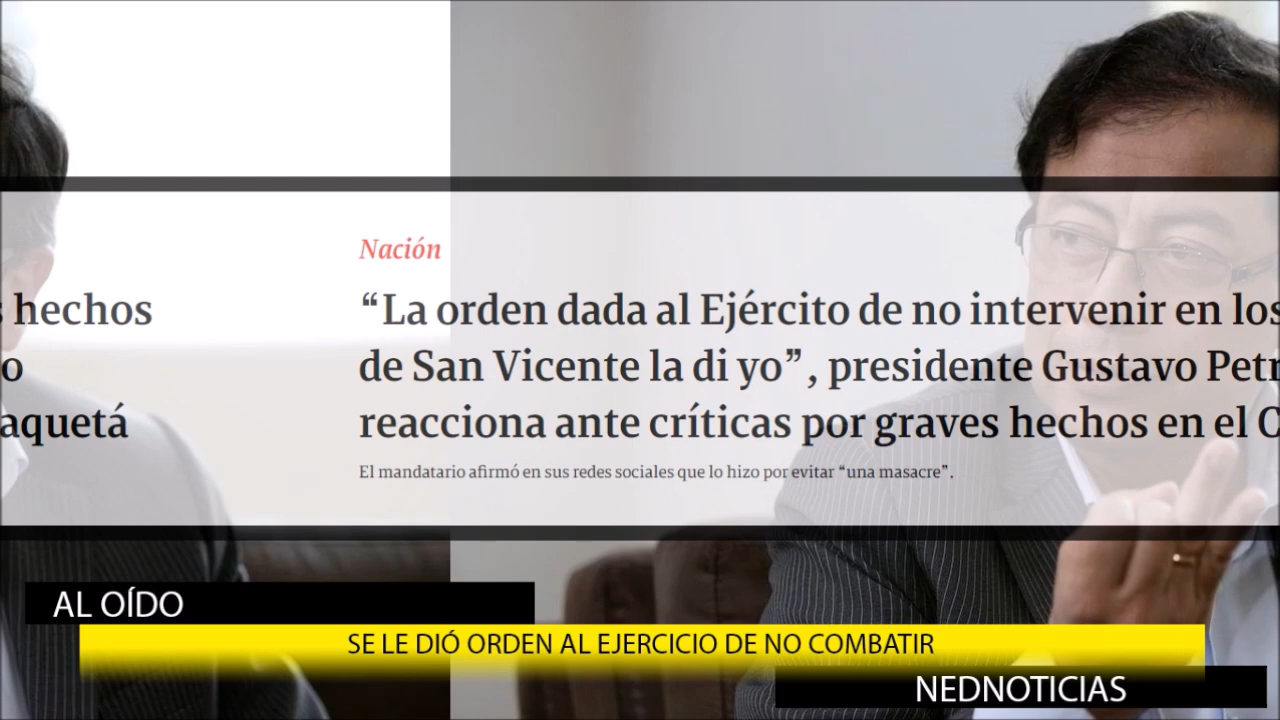 s hechos
o
aquetá
Nación
“La orden dada al Ejército de no intervenir en los
de San Vicente la di yo”, presidente Gustavo Petr
reacciona ante críticas por graves hechos en el C
El mandatario afirmó en sus redes sociales que lo hizo por evitar “una masacre”.
AL OÍDO
SE LE DIÓ ORDEN AL EJERCICIO DE NO COMBATIR
NEDNOTICIAS